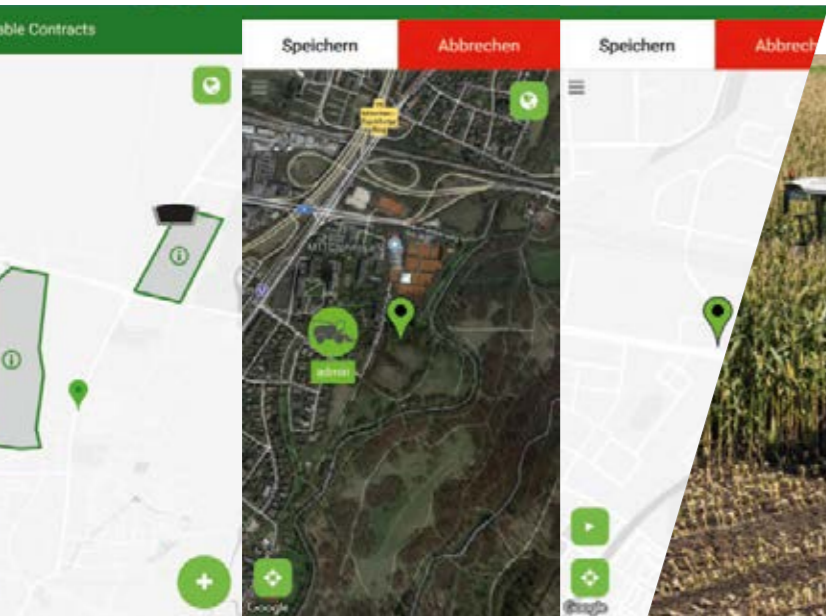 able Contracts
Speichern
Abbrechen
admin
Google
Speichern
Abbrech
Google